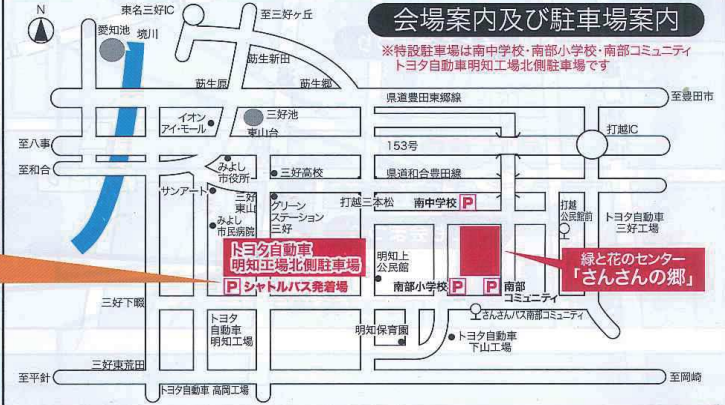 会場案内及び駐車場案内
※特設駐車場は南中学校・南部小学校・南部コミュニティ
トヨタ自動車明知工場北側駐車場です
N
東名三好IC
至三好ヶ丘
愛知池
境川
莇生新田
莇生原
莇生郷
県道豊田東郷線
至豊田市
イオン
アイ・モール
三好池
東山台
打越IC
至八事
153号
至和合
みよし
市役所
三好高校
県道和合豊田線
サンアート
三好
東山
グリーン
ステーション
三好
打越三本松
南中学校
P
打越
公民館前
トヨタ自動車
三好工場
みよし
市民病院
トヨタ自動車
明知工場北側駐車場
P シャトルバス発着場
明知上
公民館
緑と花のセンター
「さんさんの郷」
南部小学校
P
P
南部
コミュニティ
三好下畷
さんさんバス南部コミュニティ
トヨタ
自動車
明知工場
明知保育園
トヨタ自動車
下山工場
三好東荒田
至平針
トヨタ自動車 高岡工場
至岡崎